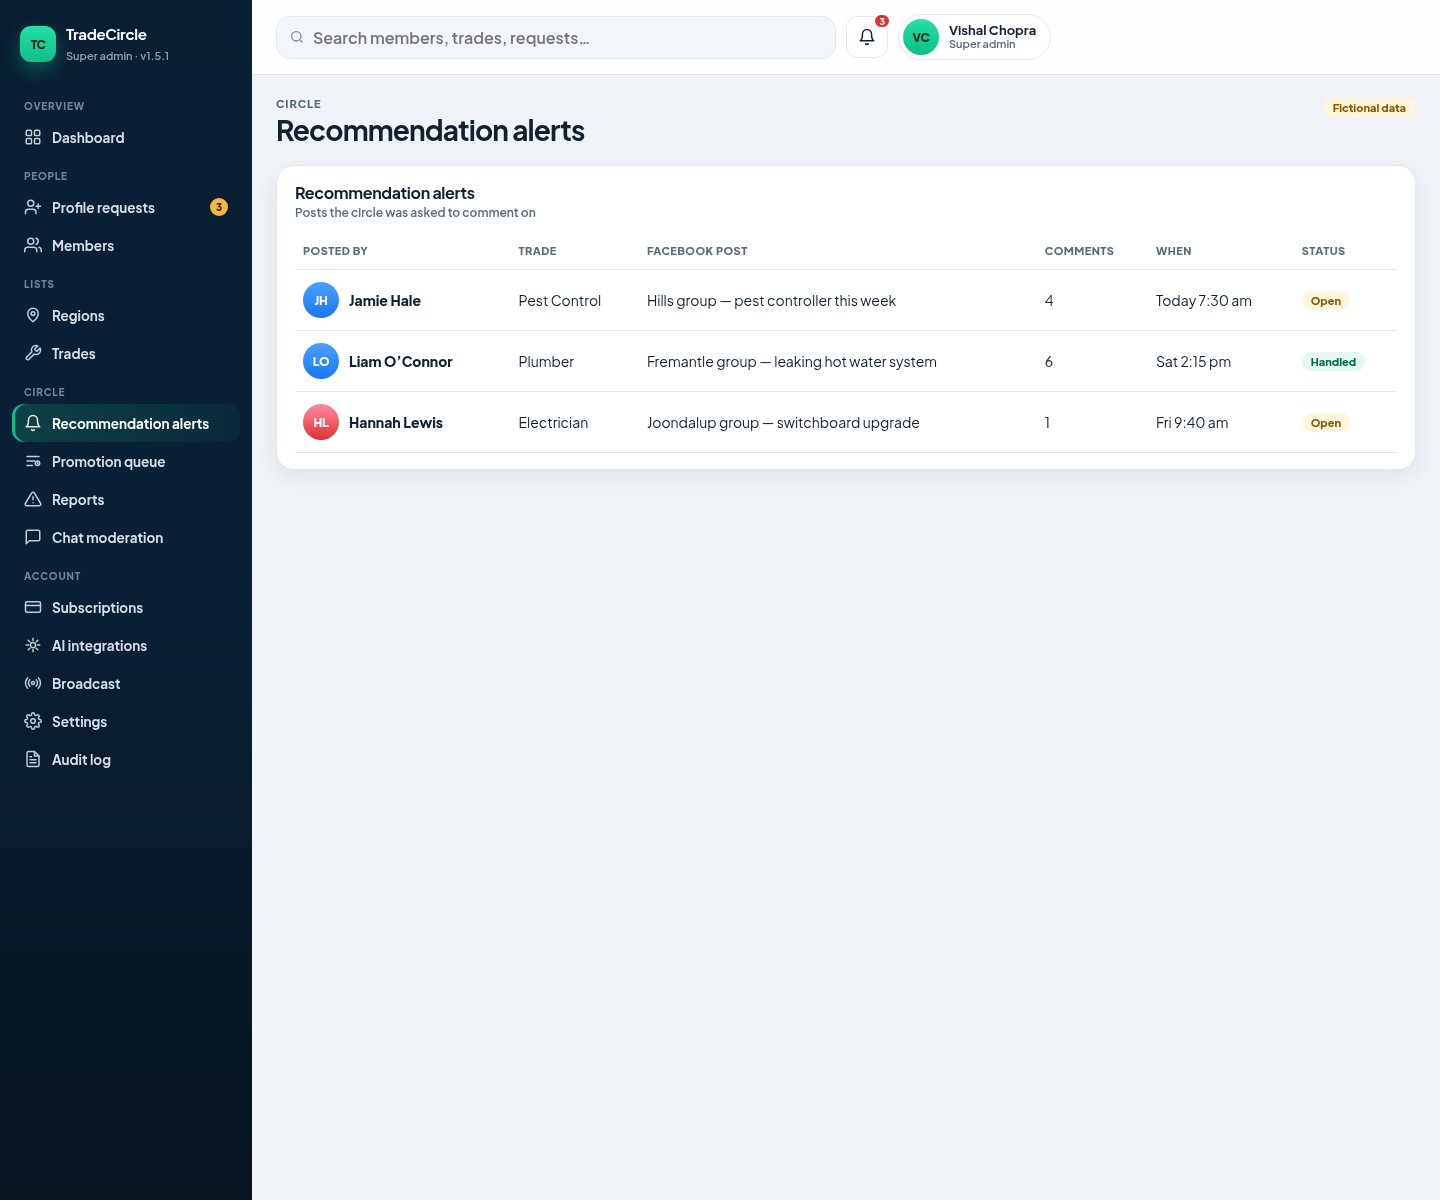 TC
TradeCircle
Super admin · v1.5.1
OVERVIEW
Dashboard
PEOPLE
Profile requests 3
Members
LISTS
Regions
Trades
CIRCLE
Recommendation alerts
Promotion queue
Reports
Chat moderation
ACCOUNT
Subscriptions
AI integrations
Broadcast
Settings
Audit log
Search members, trades, requests…
3
VC
Vishal Chopra
Super admin
CIRCLE
Recommendation alerts
Fictional data
Recommendation alerts
Posts the circle was asked to comment on
POSTED BY TRADE FACEBOOK POST COMMENTS WHEN STATUS
JH Jamie Hale Pest Control Hills group — pest controller this week 4 Today 7:30 am Open
LO Liam O’Connor Plumber Fremantle group — leaking hot water system 6 Sat 2:15 pm Handled
HL Hannah Lewis Electrician Joondalup group — switchboard upgrade 1 Fri 9:40 am Open